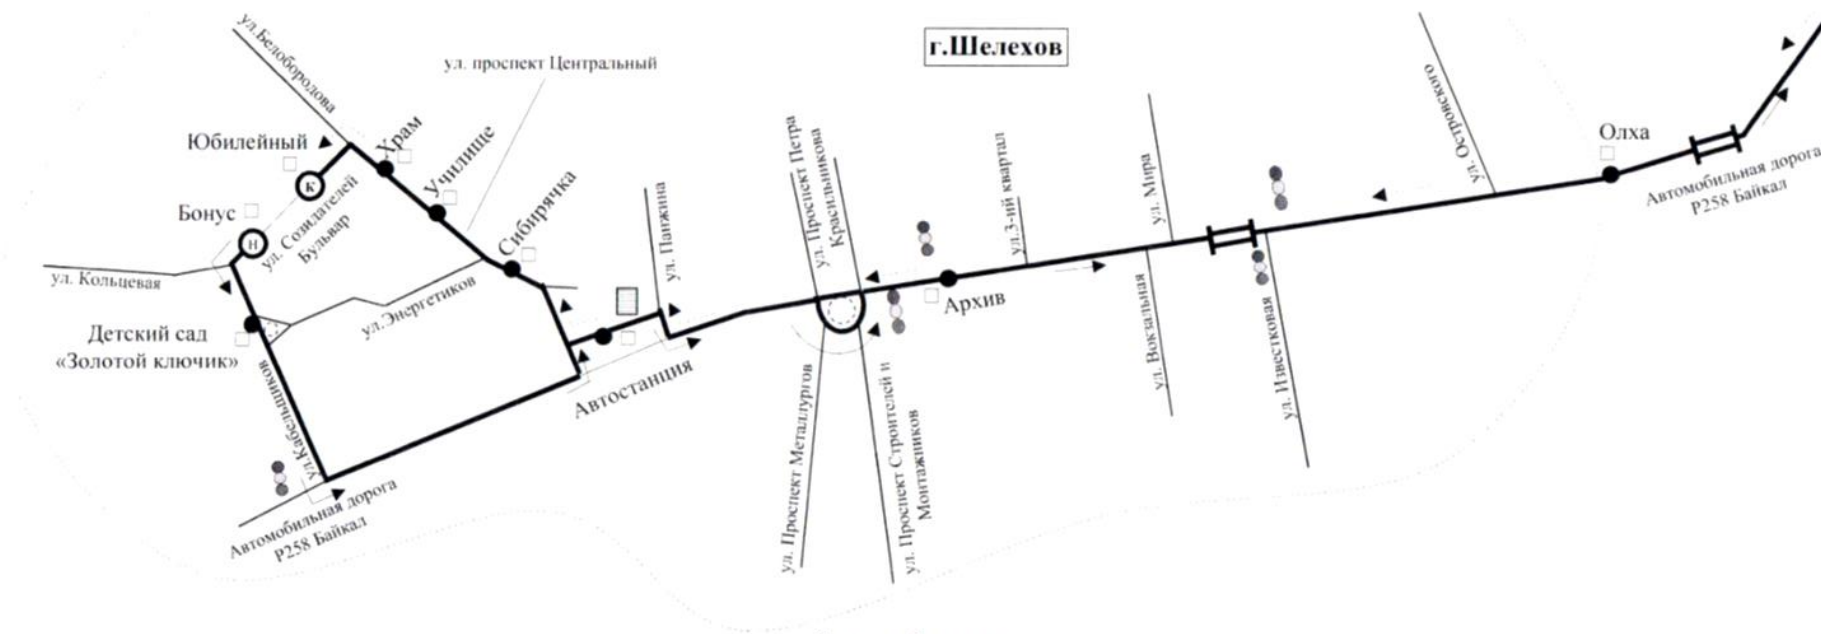 г.Шелехов
ул.Белобородова
ул. проспект Центральный
Юбилейный
Храм
Училище
К
Бонус
Н
ул. Созидателей
Бульвар
Сибирячка
ул. Кольцевая
ул.Энергетиков
Детский сад
«Золотой ключик»
ул.Кабельщиков
Автомобильная дорога
Р258 Байкал
Автостанция
ул. Панжина
ул. Проспект Петра
Красильникова
ул. Проспект Металлургов
ул. Проспект Строителей и
Монтажников
Архив
ул.3-ий квартал
ул. Мира
ул. Вокзальная
ул. Известковая
ул. Островского
Олха
Автомобильная дорога
Р258 Байкал